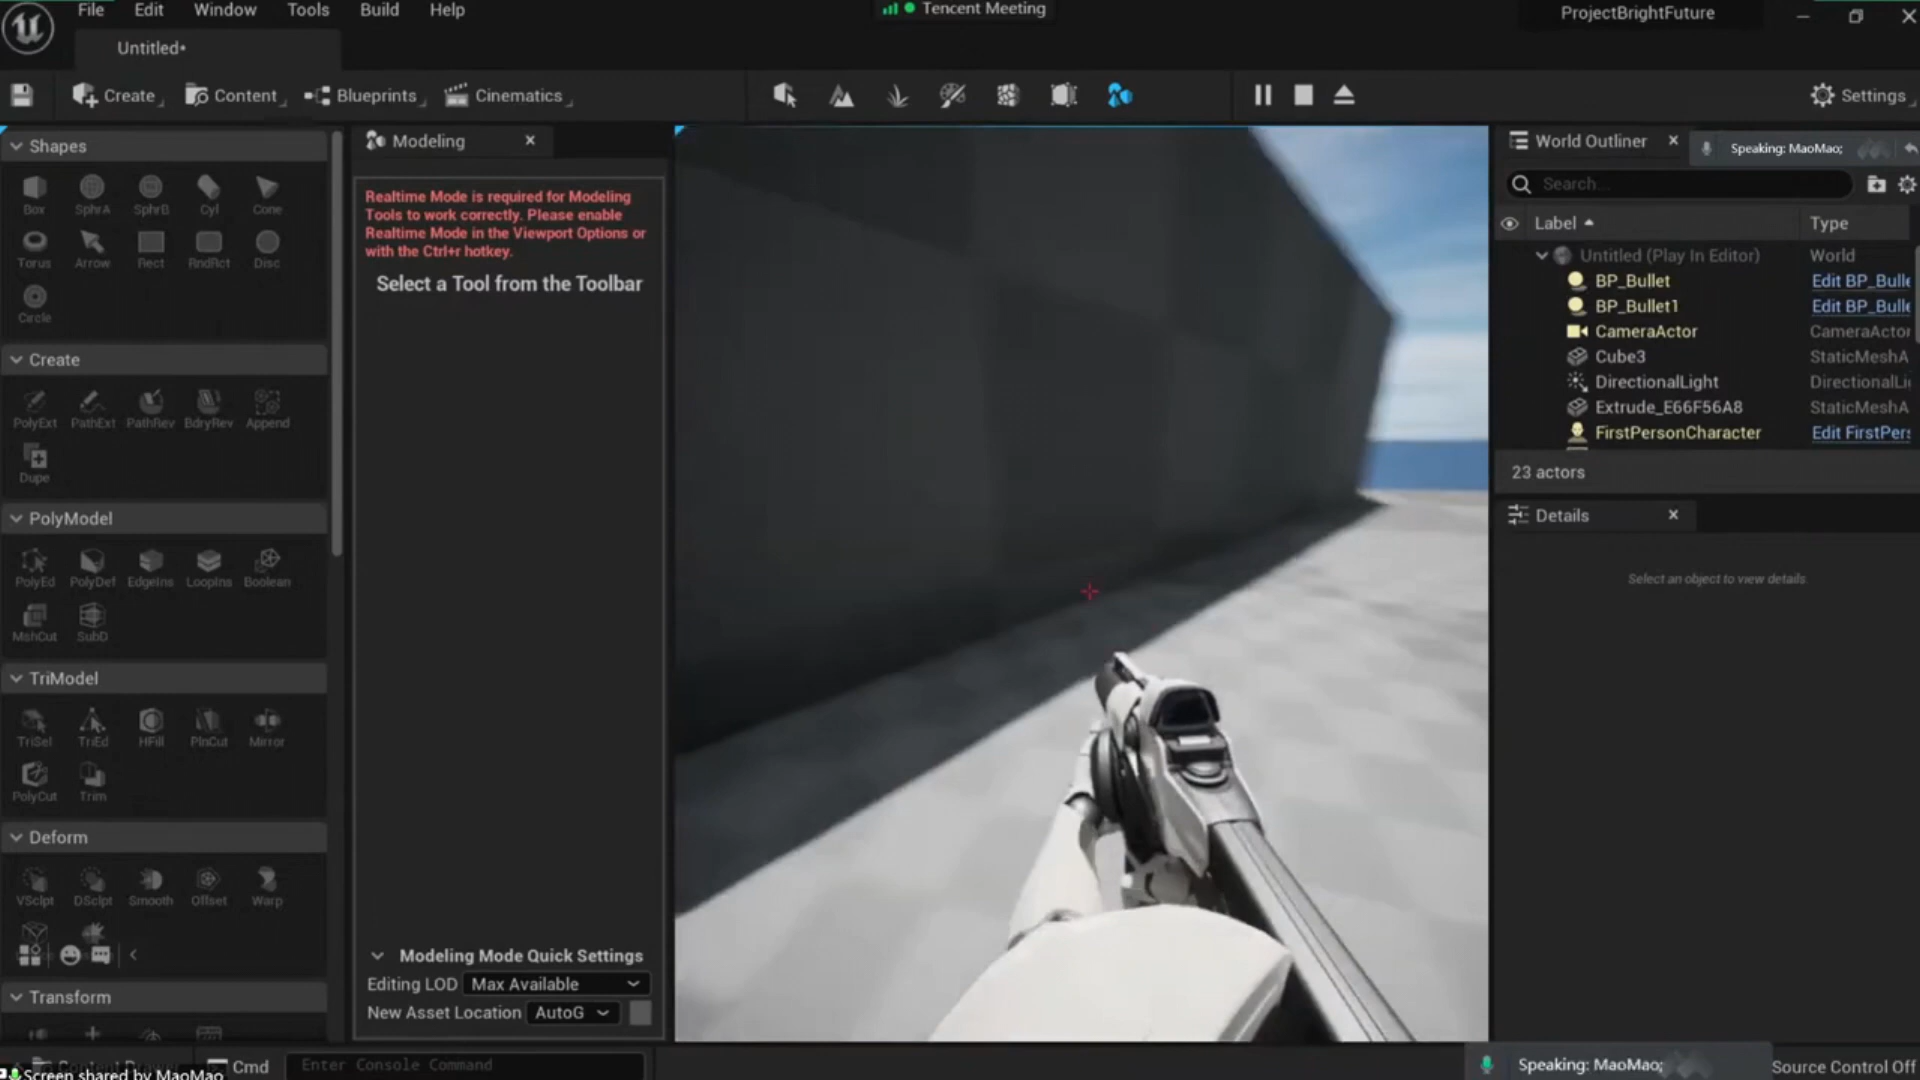 File Edit Window Tools Build Help
Tencent Meeting
ProjectBrightFuture
Untitled•
Create Content Blueprints Cinematics
Settings
Shapes
Box SphrA SphrB Cyl Cone
Torus Arrow Rect RndRct Disc
Circle
Create
PolyExt PathExt PathRev BdryRev Append
Dupe
PolyModel
PolyEd PolyDef EdgeIns LoopIns Boolean
MshCut SubD
TriModel
TriSel TriEd HFill PlnCut Mirror
PolyCut Trim
Deform
VSclpt DSclpt Smooth Offset Warp
Transform
Modeling
Realtime Mode is required for Modeling
Tools to work correctly. Please enable
Realtime Mode in the Viewport Options or
with the Ctrl+r hotkey.
Select a Tool from the Toolbar
Modeling Mode Quick Settings
Editing LOD Max Available
New Asset Location AutoG
World Outliner
Speaking: MaoMao;
Search...
Label Type
Untitled (Play In Editor) World
BP_Bullet Edit BP_Bulle
BP_Bullet1 Edit BP_Bulle
CameraActor CameraActor
Cube3 StaticMeshA
DirectionalLight DirectionalLi
Extrude_E66F56A8 StaticMeshA
FirstPersonCharacter Edit FirstPers
23 actors
Details
Select an object to view details.
Content Drawer Cmd Enter Console Command
Screen shared by MaoMao
Speaking: MaoMao;
Source Control Off